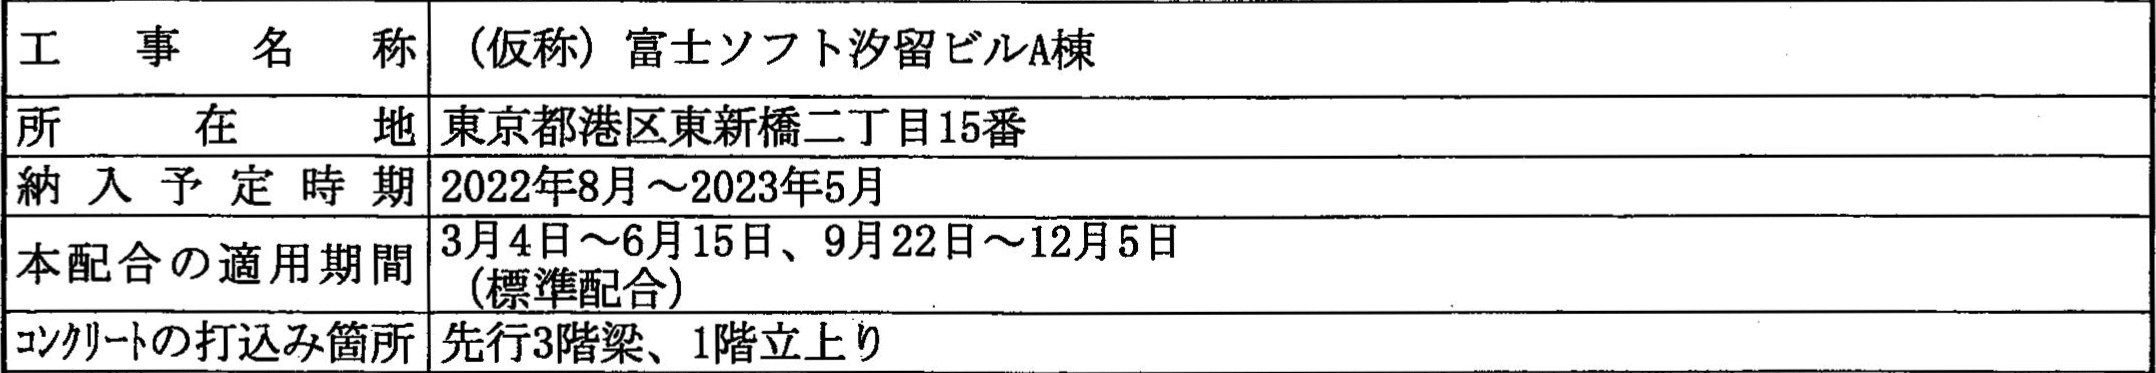 工事名称 （仮称）富士ソフト汐留ビルA棟
所在地 東京都港区東新橋二丁目15番
納入予定時期 2022年8月～2023年5月
本配合の適用期間 3月4日～6月15日、9月22日～12月5日
（標準配合）
ｺﾝｸﾘｰﾄの打込み箇所 先行3階梁、1階立上り